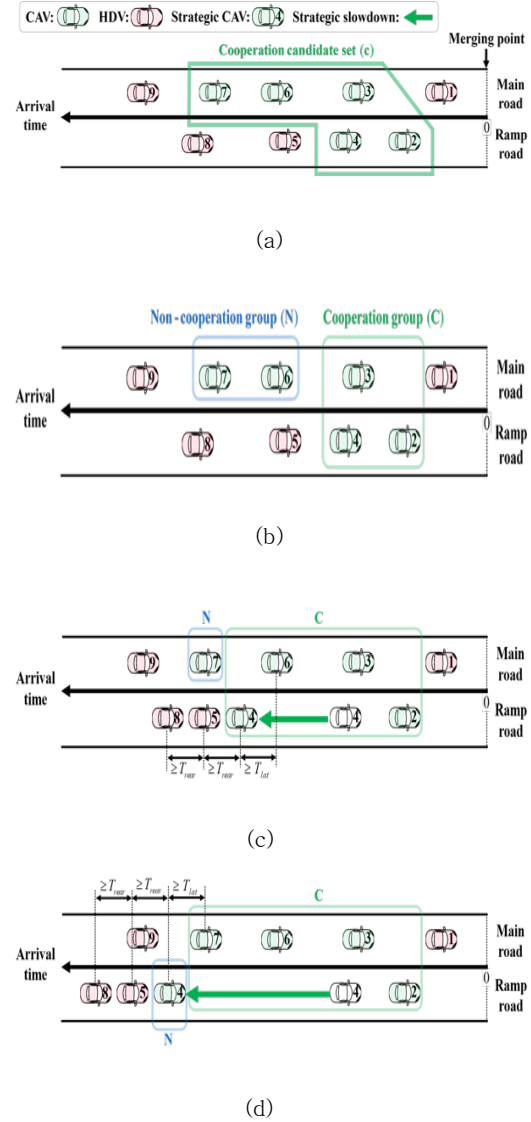 CAV: HDV: Strategic CAV: 4 Strategic slowdown:
Cooperation candidate set (c)
Merging point
9 7 6 3 1
Main road
Arrival time
0
8 5 4 2
Ramp road
(a)
Non-cooperation group (N)
Cooperation group (C)
9 7 6 3 1
Main road
Arrival time
0
8 5 4 2
Ramp road
(b)
N
C
9 7 6 3 1
Main road
Arrival time
0
8 5 4 4 2
Ramp road
≥T_rear ≥T_rear ≥T_lat
(c)
≥T_rear ≥T_rear ≥T_lat
C
9 7 6 3 1
Main road
Arrival time
0
8 5 4 4 2
Ramp road
N
(d)